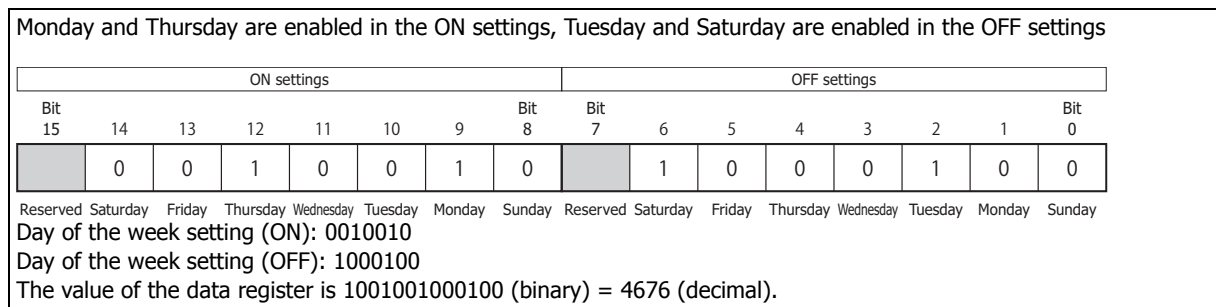 Monday and Thursday are enabled in the ON settings, Tuesday and Saturday are enabled in the OFF settings
ON settings OFF settings
Bit Bit Bit Bit
15 14 13 12 11 10 9 8 7 6 5 4 3 2 1 0
0 0 1 0 0 1 0 1 0 0 0 1 0 0
Reserved Saturday Friday Thursday Wednesday Tuesday Monday Sunday Reserved Saturday Friday Thursday Wednesday Tuesday Monday Sunday
Day of the week setting (ON): 0010010
Day of the week setting (OFF): 1000100
The value of the data register is 1001001000100 (binary) = 4676 (decimal).